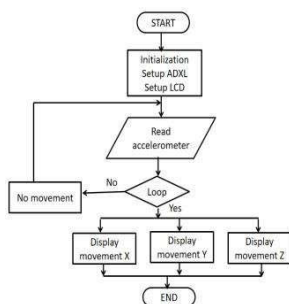 START
Initialization
Setup ADXL
Setup LCD
Read
accelerometer
No
Loop
No movement
Yes
Display
movement X
Display
movement Y
Display
movement Z
END